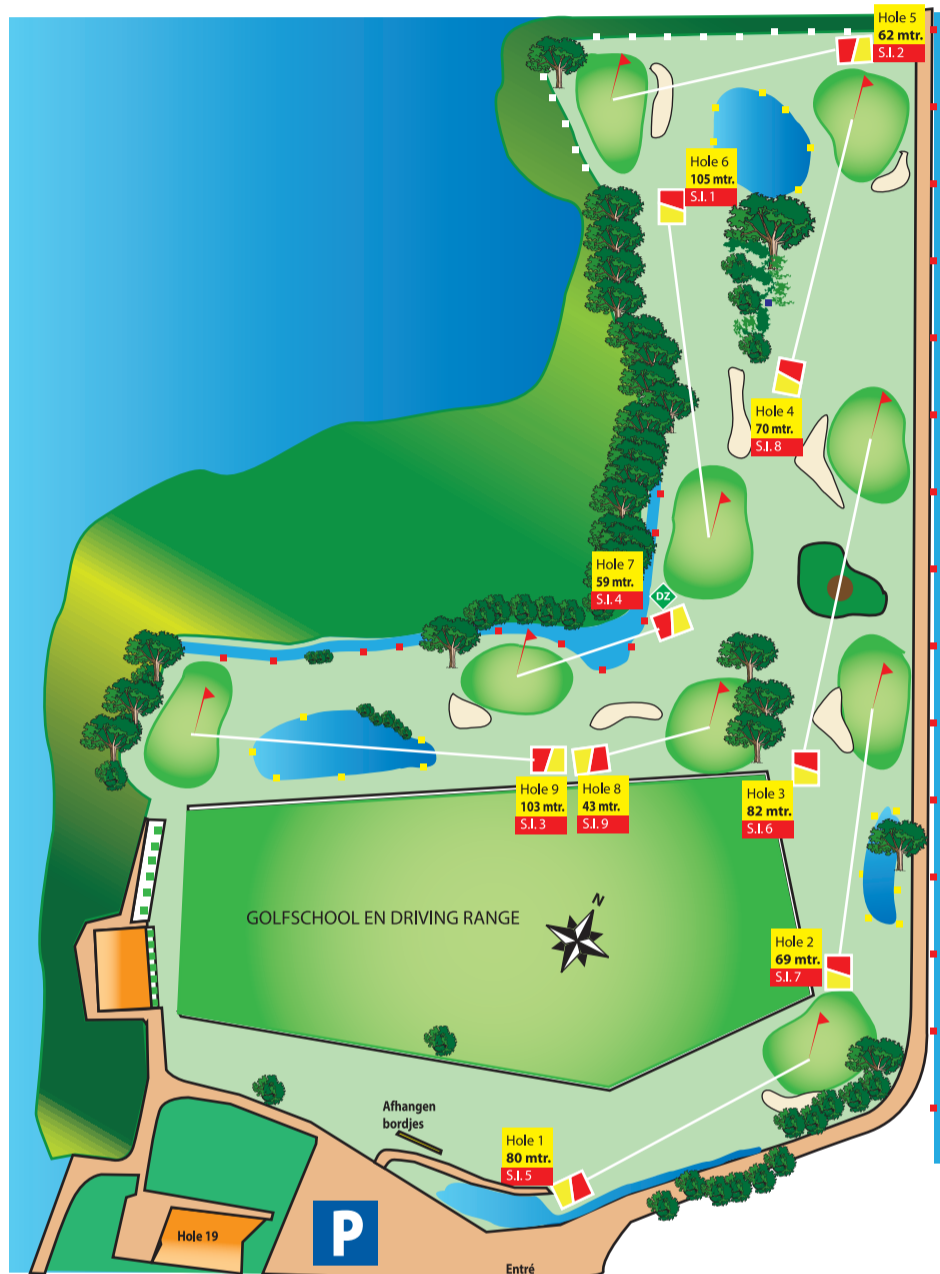 Hole 5
62 mtr.
S.I. 2
Hole 6
105 mtr.
S.I. 1
Hole 4
70 mtr.
S.I. 8
Hole 7
59 mtr.
S.I. 4
DZ
Hole 9
103 mtr.
S.I. 3
Hole 8
43 mtr.
S.I. 9
Hole 3
82 mtr.
S.I. 6
GOLFSCHOOL EN DRIVING RANGE
N
Hole 2
69 mtr.
S.I. 7
Afhangen
bordjes
Hole 1
80 mtr.
S.I. 5
Hole 19
P
Entré